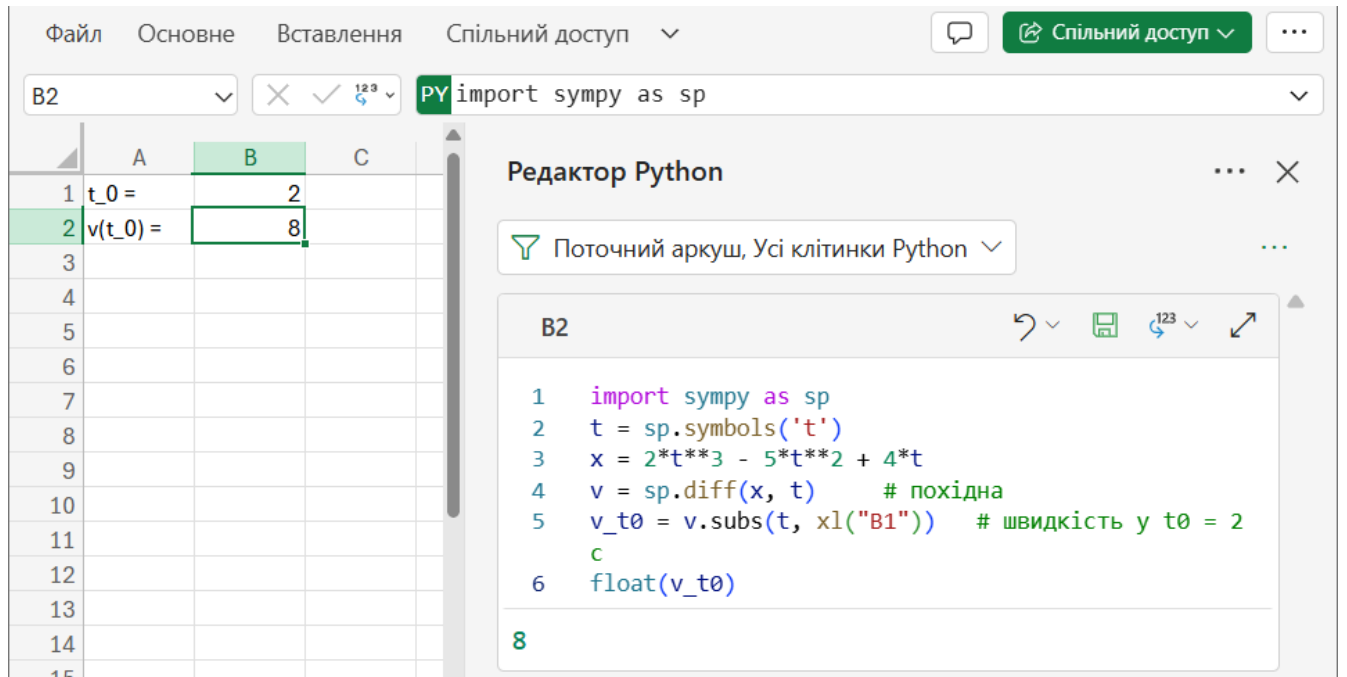 Файл Основне Вставлення Спільний доступ Спільний доступ ...
B2 123 PY import sympy as sp
A B C
1 t_0 = 2
2 v(t_0) = 8
3
4
5
6
7
8
9
10
11
12
13
14
15
Редактор Python ...
Поточний аркуш, Усі клітинки Python ...
B2 123
1 import sympy as sp
2 t = sp.symbols('t')
3 x = 2*t**3 - 5*t**2 + 4*t
4 v = sp.diff(x, t) # похідна
5 v_t0 = v.subs(t, xl("B1")) # швидкість у t0 = 2
с
6 float(v_t0)
8